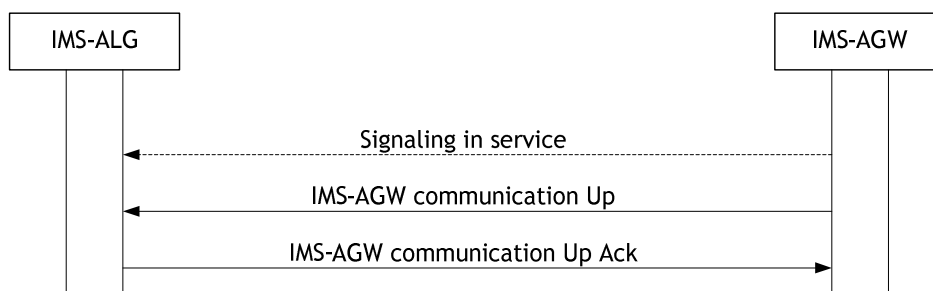 IMS-ALG
IMS-AGW
Signaling in service
IMS-AGW communication Up
IMS-AGW communication Up Ack